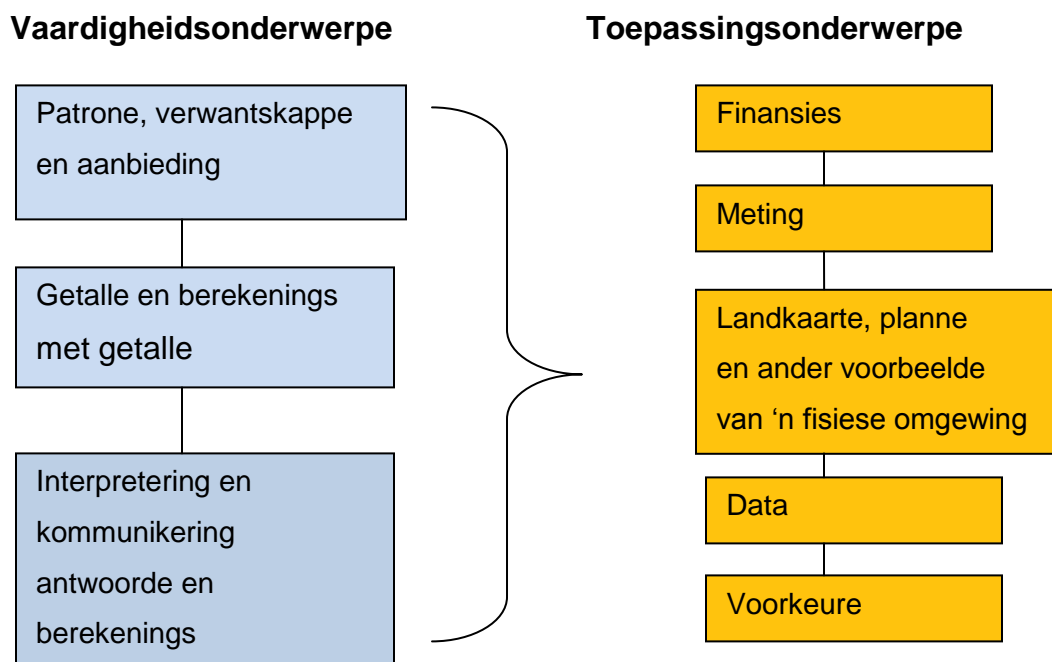 Vaardigheidsonderwerpe
Patrone, verwantskappe
en aanbieding
Getalle en berekenings
met getalle
Interpretering en
kommunikering
antwoorde en
berekenings
Toepassingsonderwerpe
Finansies
Meting
Landkaarte, planne
en ander voorbeelde
van ‘n fisiese omgewing
Data
Voorkeure